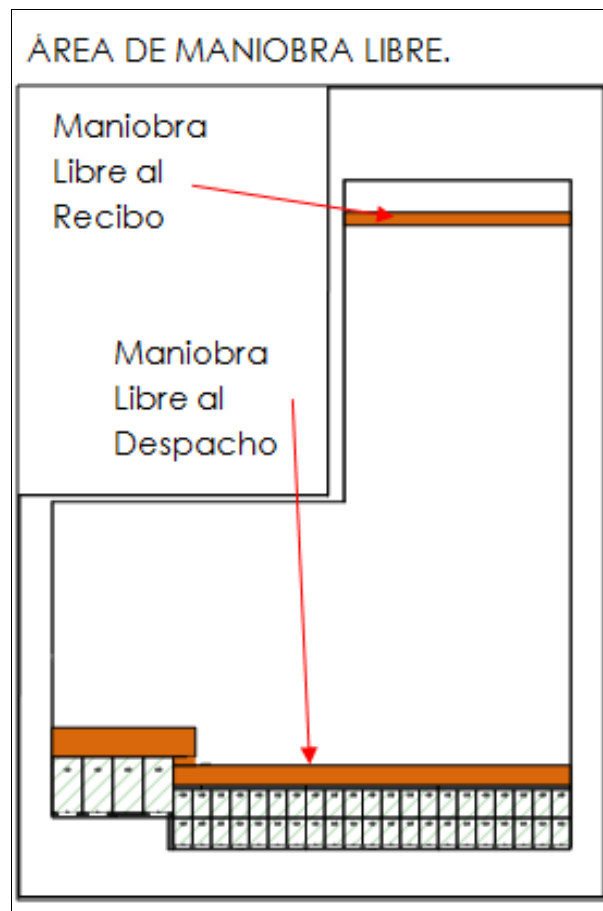 ÁREA DE MANIOBRA LIBRE.
Maniobra
Libre al
Recibo
Maniobra
Libre al
Despacho